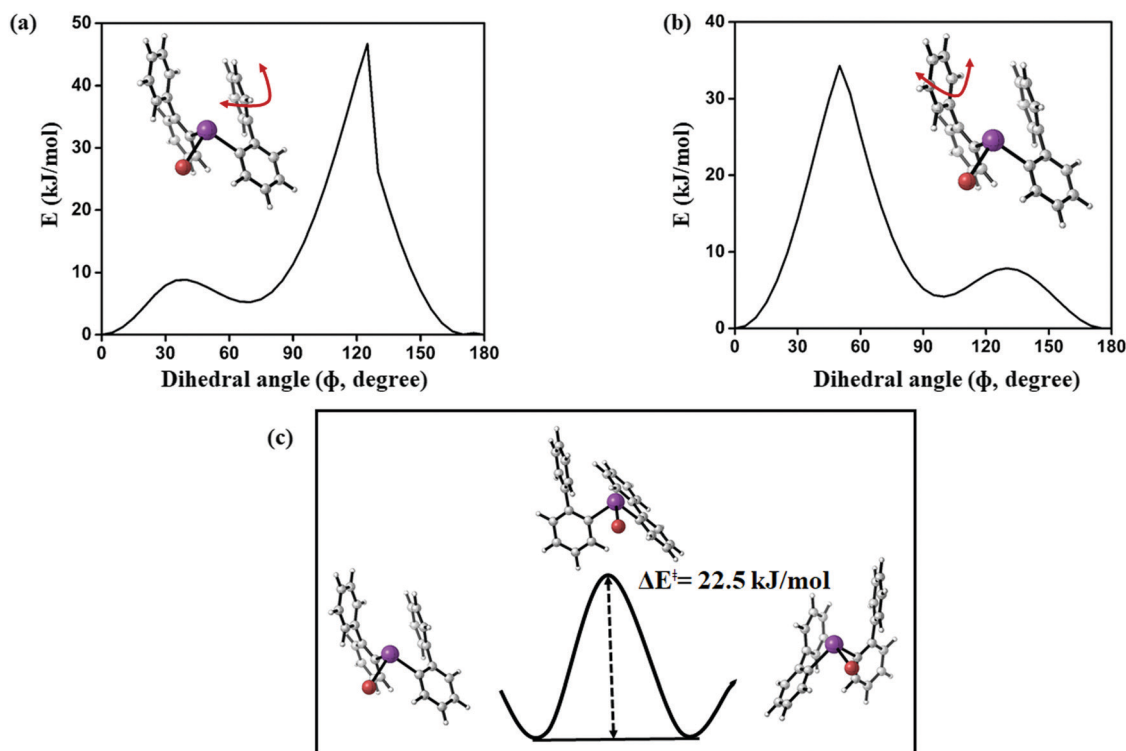 (a)
50
40
30
20
10
0
E (kJ/mol)
0 30 60 90 120 150 180
Dihedral angle (ϕ, degree)
(b)
40
30
20
10
0
E (kJ/mol)
0 30 60 90 120 150 180
Dihedral angle (ϕ, degree)
(c)
ΔE‡= 22.5 kJ/mol